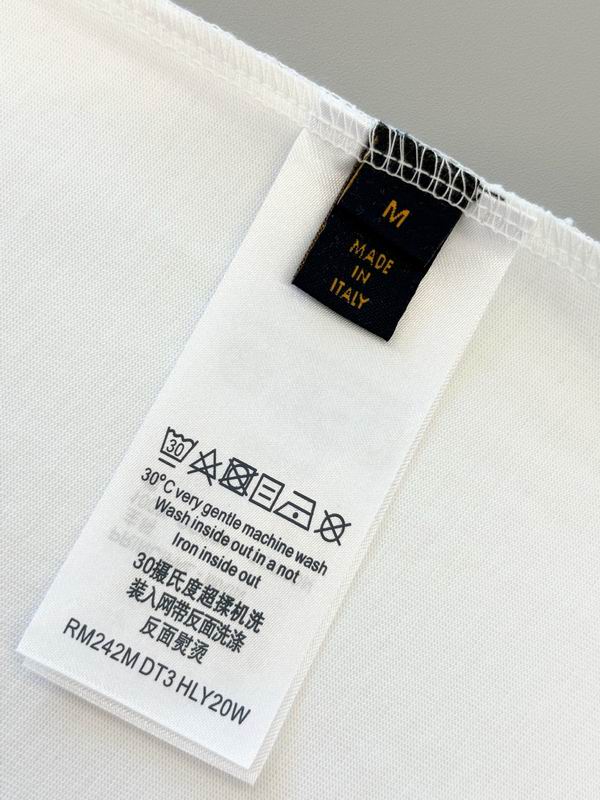 M
MADE
IN
ITALY
30
30°C very gentle machine wash
Wash inside out in a not
Iron inside out
30摄氏度超揉机洗
装入网带反面洗涤
反面熨烫
RM242M DT3 HLY20W